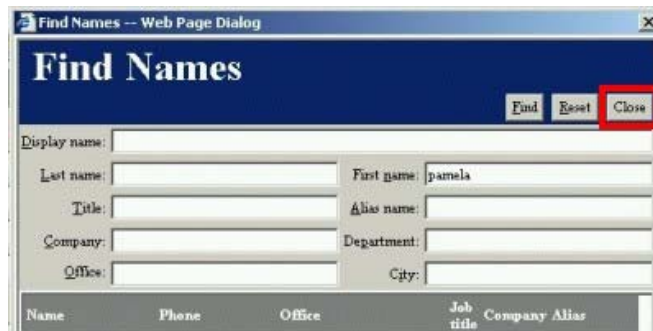 Find Names -- Web Page Dialog
Find Names
Find Reset Close
Display name:
Last name: First name: pamela
Title: Alias name:
Company: Department:
Office: City:
Name Phone Office Job title Company Alias